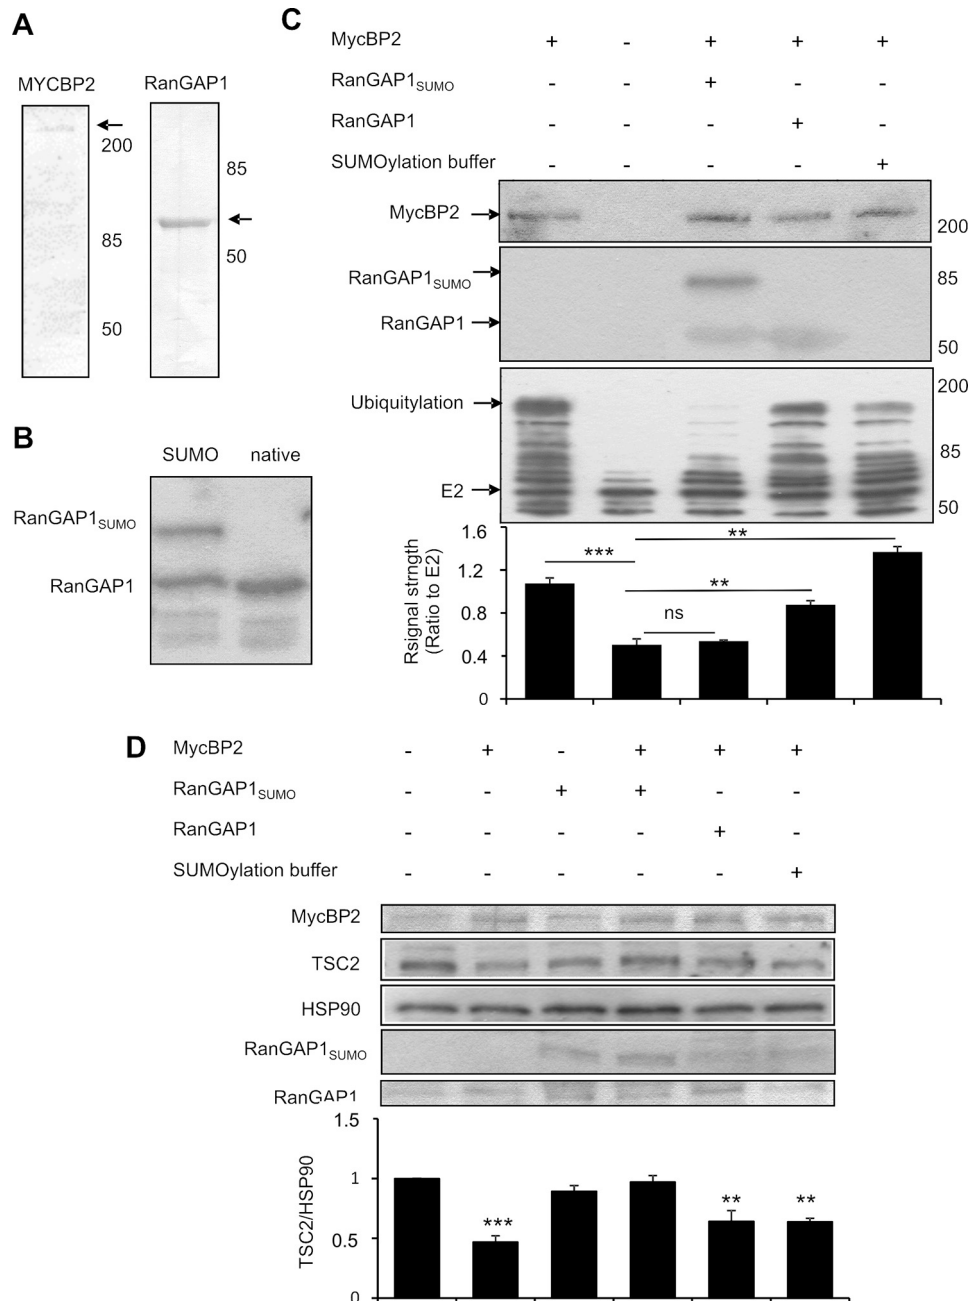 A
MYCBP2 RanGAP1
200
85
50
85
50
B
SUMO native
RanGAP1SUMO
RanGAP1
C
MycBP2 + - + + +
RanGAP1SUMO - - + - -
RanGAP1 - - - + -
SUMOylation buffer - - - - +
MycBP2 200
RanGAP1SUMO 85
RanGAP1 50
200
Ubiquitylation
85
E2 50
Rsignal strngth
(Ratio to E2)
1.6
1.2
0.8
0.4
0
*** ** ** ns
D
MycBP2 - + - + + +
RanGAP1SUMO - - + + - -
RanGAP1 - - - - + -
SUMOylation buffer - - - - - +
MycBP2
TSC2
HSP90
RanGAP1SUMO
RanGAP1
TSC2/HSP90
1.5
1
0.5
0
*** ** **